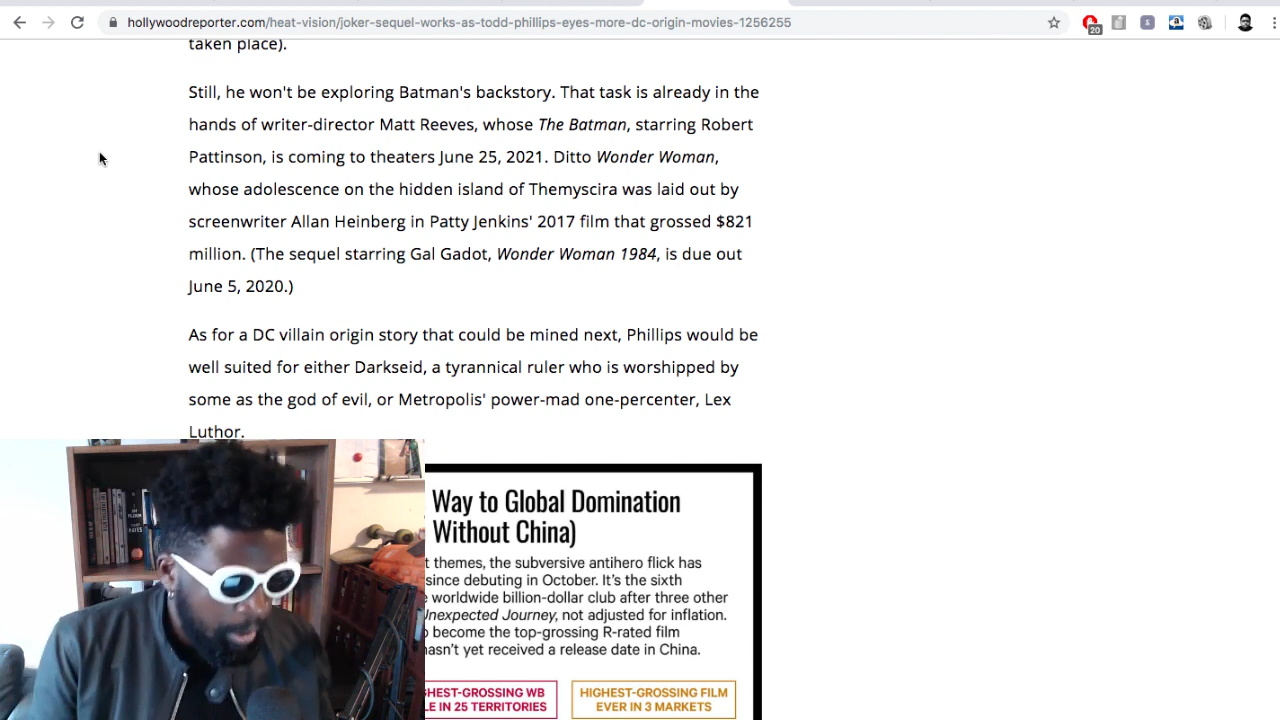 hollywoodreporter.com/heat-vision/joker-sequel-works-as-todd-phillips-eyes-more-dc-origin-movies-1256255
20
taken place).
Still, he won't be exploring Batman's backstory. That task is already in the
hands of writer-director Matt Reeves, whose The Batman, starring Robert
Pattinson, is coming to theaters June 25, 2021. Ditto Wonder Woman,
whose adolescence on the hidden island of Themyscira was laid out by
screenwriter Allan Heinberg in Patty Jenkins' 2017 film that grossed $821
million. (The sequel starring Gal Gadot, Wonder Woman 1984, is due out
June 5, 2020.)
As for a DC villain origin story that could be mined next, Phillips would be
well suited for either Darkseid, a tyrannical ruler who is worshipped by
some as the god of evil, or Metropolis' power-mad one-percenter, Lex
Luthor.
Way to Global Domination
Without China)
t themes, the subversive antihero flick has
since debuting in October. It's the sixth
worldwide billion-dollar club after three other
Unexpected Journey, not adjusted for inflation.
become the top-grossing R-rated film
hasn't yet received a release date in China.
GHEST-GROSSING WB
LE IN 25 TERRITORIES
HIGHEST-GROSSING FILM
EVER IN 3 MARKETS